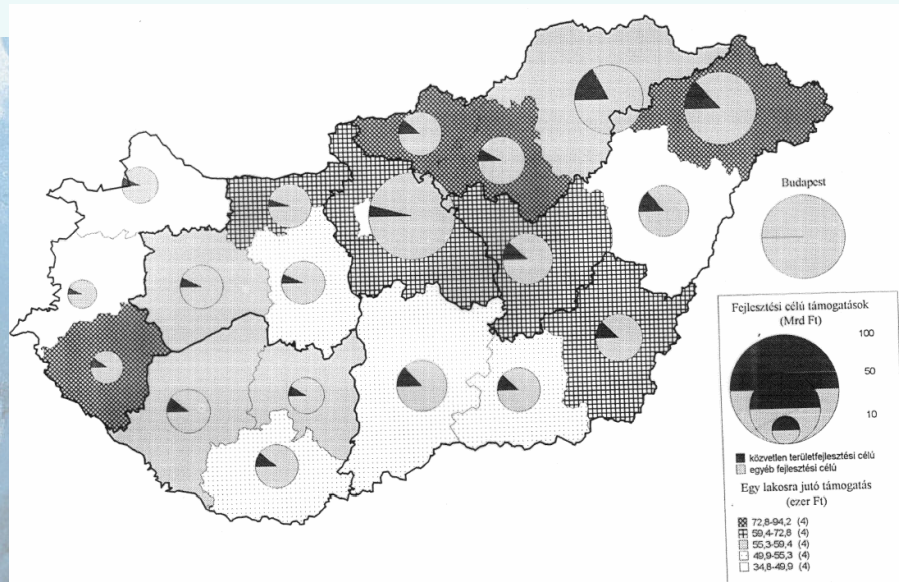 Budapest
Fejlesztési célú támogatások
(Mrd Ft)
100
50
10
közvetlen területfejlesztési célú
egyéb fejlesztési célú
Egy lakosra jutó támogatás
(ezer Ft)
72,8-94,2 (4)
59,4-72,8 (4)
55,3-59,4 (4)
49,9-55,3 (4)
34,8-49,9 (4)